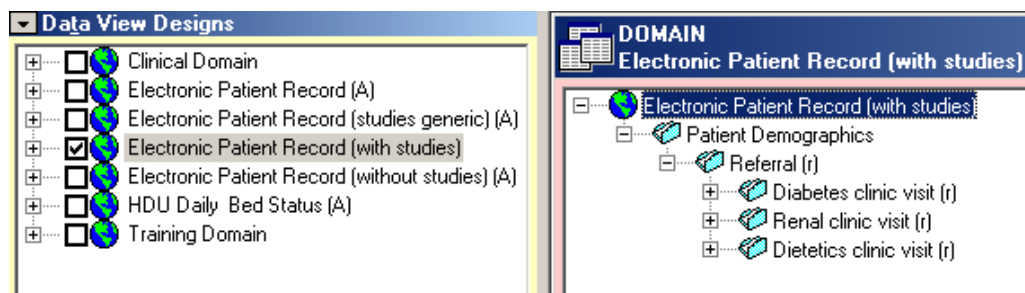 Data View Designs
Clinical Domain
Electronic Patient Record (A)
Electronic Patient Record (studies generic) (A)
Electronic Patient Record (with studies)
Electronic Patient Record (without studies) (A)
HDU Daily  Bed Status (A)
Training Domain
DOMAIN
Electronic Patient Record (with studies)
Electronic Patient Record (with studies)
Patient Demographics
Referral (r)
Diabetes clinic visit (r)
Renal clinic visit (r)
Dietetics clinic visit (r)